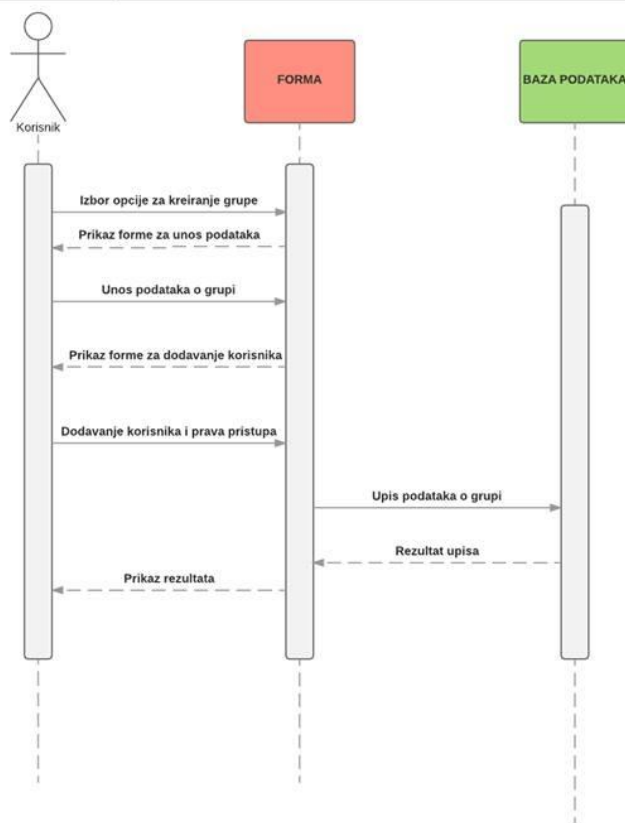 FORMA
BAZA PODATAKA
Korisnik
Izbor opcije za kreiranje grupe
Prikaz forme za unos podataka
Unos podataka o grupi
Prikaz forme za dodavanje korisnika
Dodavanje korisnika i prava pristupa
Upis podataka o grupi
Rezultat upisa
Prikaz rezultata